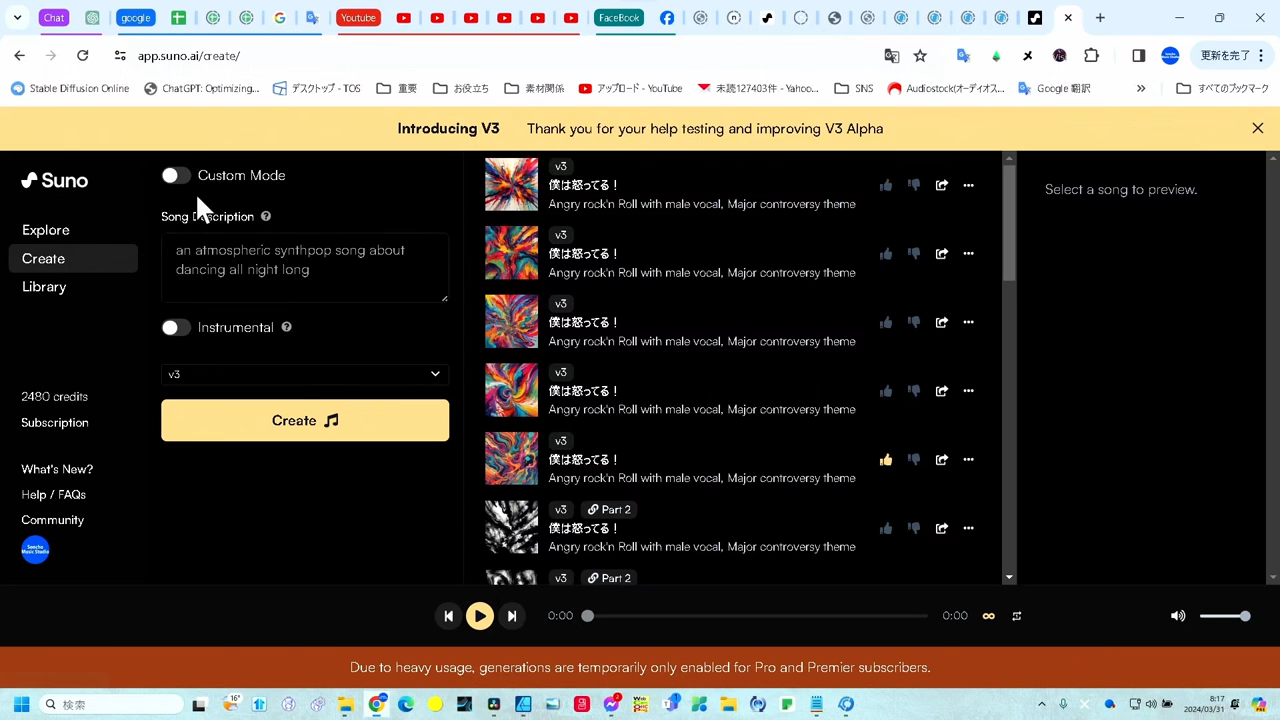 Chat
google
Youtube
FaceBook
app.suno.ai/create/
更新を完了
Stable Diffusion Online
ChatGPT: Optimizing...
デスクトップ - TOS
重要
お役立ち
素材関係
アップロード - YouTube
未読127403件 - Yahoo...
SNS
Audiostock(オーディオス...
Google 翻訳
»
すべてのブックマーク
Introducing V3 Thank you for your help testing and improving V3 Alpha
Suno
Explore
Create
Library
2480 credits
Subscription
What's New?
Help / FAQs
Community
Custom Mode
Song
an atmospheric synthpop song about
dancing all night long
Instrumental
v3
Create
v3
僕は怒ってる！
Angry rock'n Roll with male vocal, Major controversy theme
v3
僕は怒ってる！
Angry rock'n Roll with male vocal, Major controversy theme
v3
僕は怒ってる！
Angry rock'n Roll with male vocal, Major controversy theme
v3
僕は怒ってる！
Angry rock'n Roll with male vocal, Major controversy theme
v3
僕は怒ってる！
Angry rock'n Roll with male vocal, Major controversy theme
v3 Part 2
僕は怒ってる！
Angry rock'n Roll with male vocal, Major controversy theme
v3 Part 2
Select a song to preview.
0:00
0:00
Due to heavy usage, generations are temporarily only enabled for Pro and Premier subscribers.
検索
16°
8:17
2024/03/31